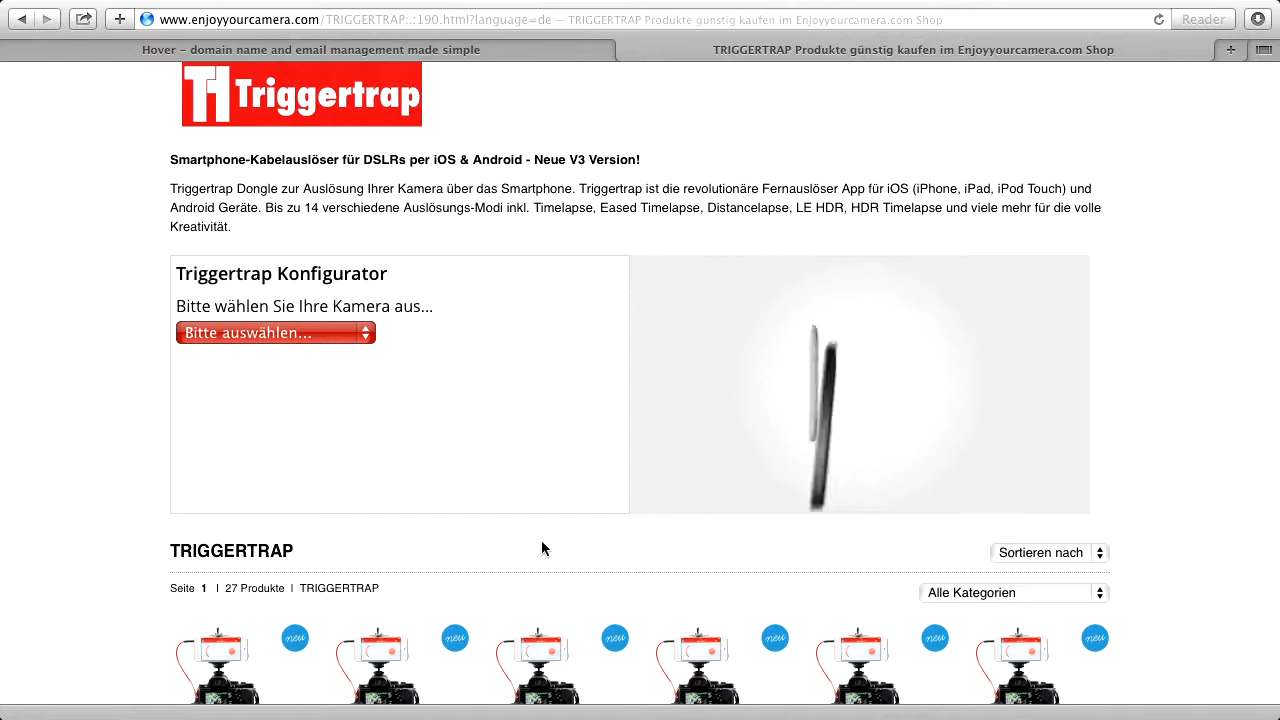 www.enjoyyourcamera.com/TRIGGERTRAP:.:190.html?language=de — TRIGGERTRAP Produkte günstig kaufen im Enjoyyourcamera.com Shop
Reader
Hover – domain name and email management made simple
TRIGGERTRAP Produkte günstig kaufen im Enjoyyourcamera.com Shop
Triggertrap
Smartphone-Kabelauslöser für DSLRs per iOS & Android - Neue V3 Version!
Triggertrap Dongle zur Auslösung Ihrer Kamera über das Smartphone. Triggertrap ist die revolutionäre Fernauslöser App für iOS (iPhone, iPad, iPod Touch) und
Android Geräte. Bis zu 14 verschiedene Auslösungs-Modi inkl. Timelapse, Eased Timelapse, Distancelapse, LE HDR, HDR Timelapse und viele mehr für die volle
Kreativität.
Triggertrap Konfigurator
Bitte wählen Sie Ihre Kamera aus...
Bitte auswählen...
TRIGGERTRAP
Sortieren nach
Seite 1 | 27 Produkte | TRIGGERTRAP
Alle Kategorien
neu neu neu neu neu neu